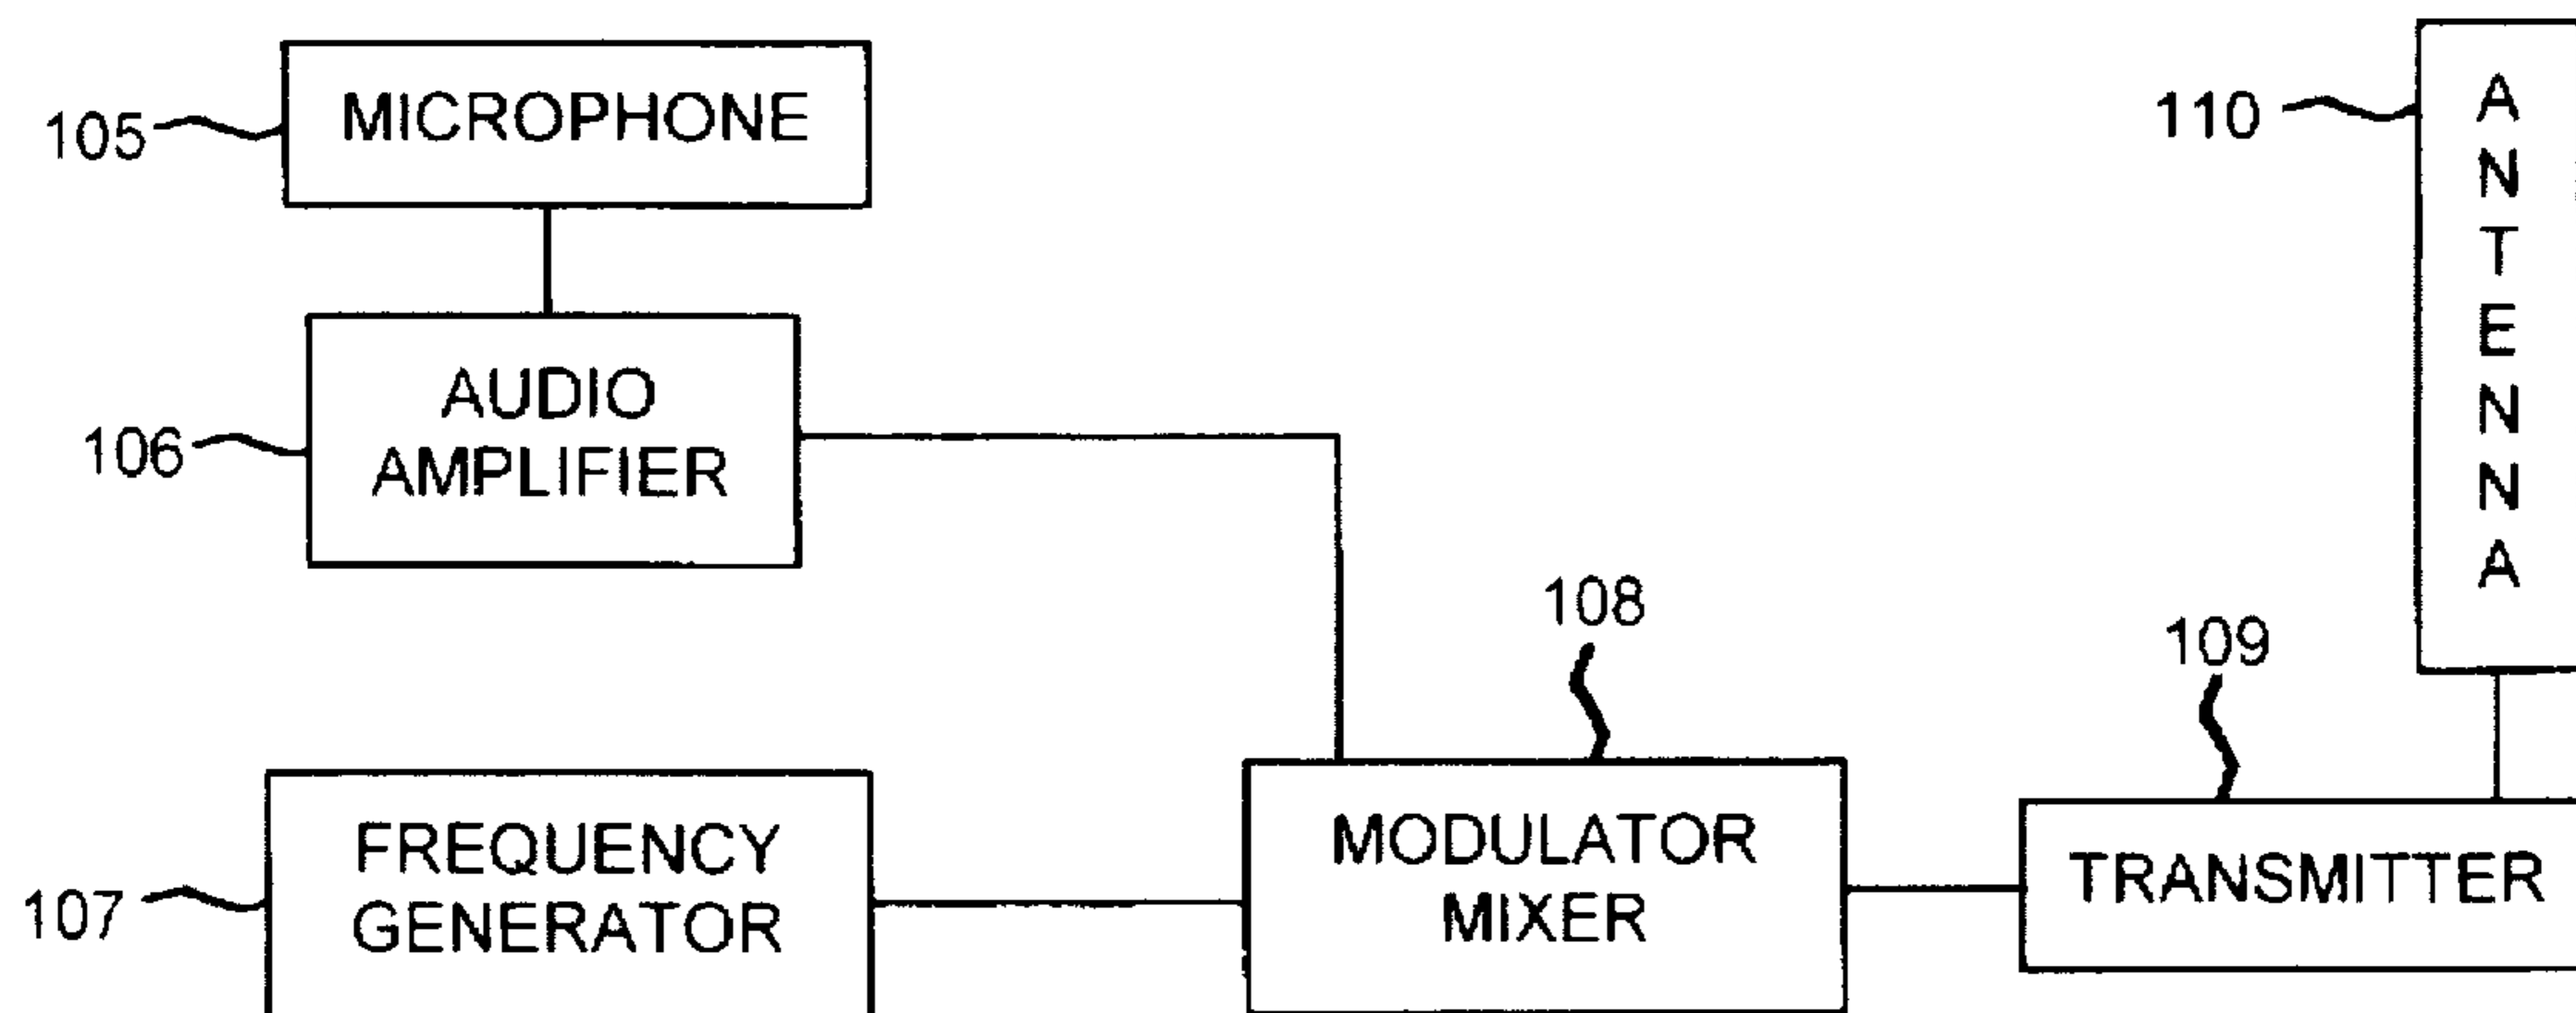 105
MICROPHONE
110
A
N
T
E
N
N
A
106
AUDIO
AMPLIFIER
108
109
107
FREQUENCY
GENERATOR
MODULATOR
MIXER
TRANSMITTER